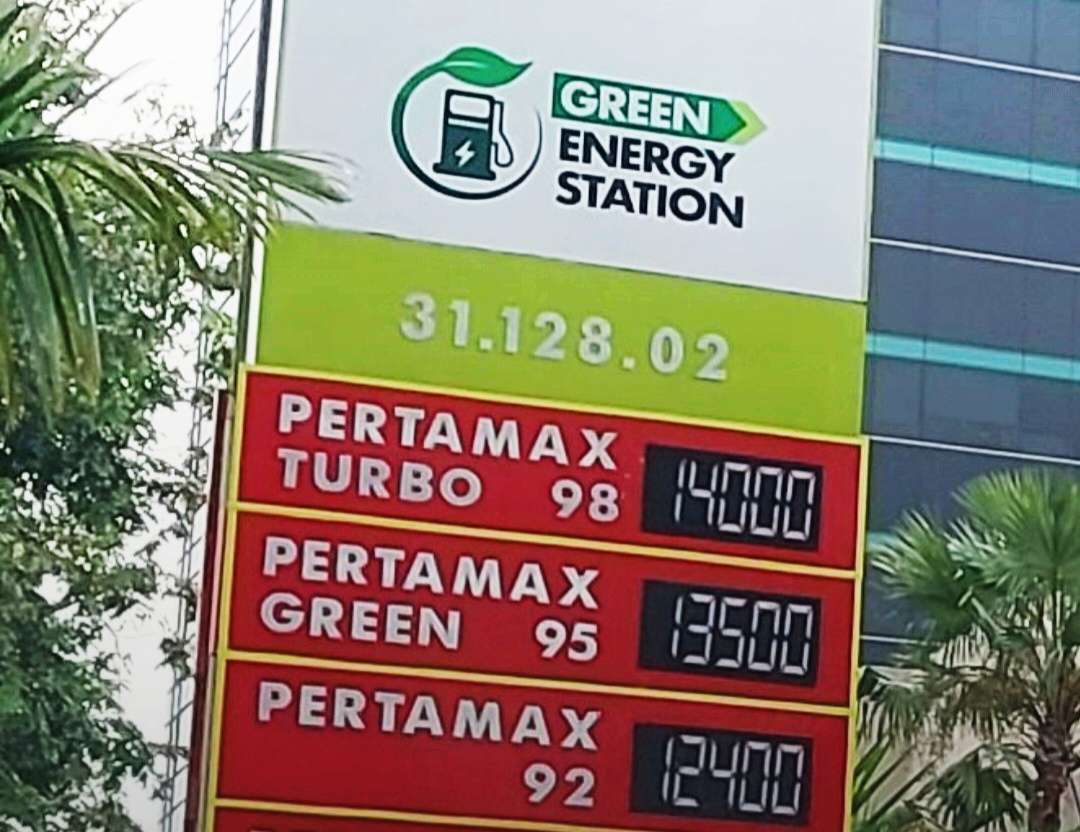 GREEN
ENERGY
STATION
31.128.02
PERTAMAX
TURBO 98 14000
PERTAMAX
GREEN 95 13500
PERTAMAX
92 12400